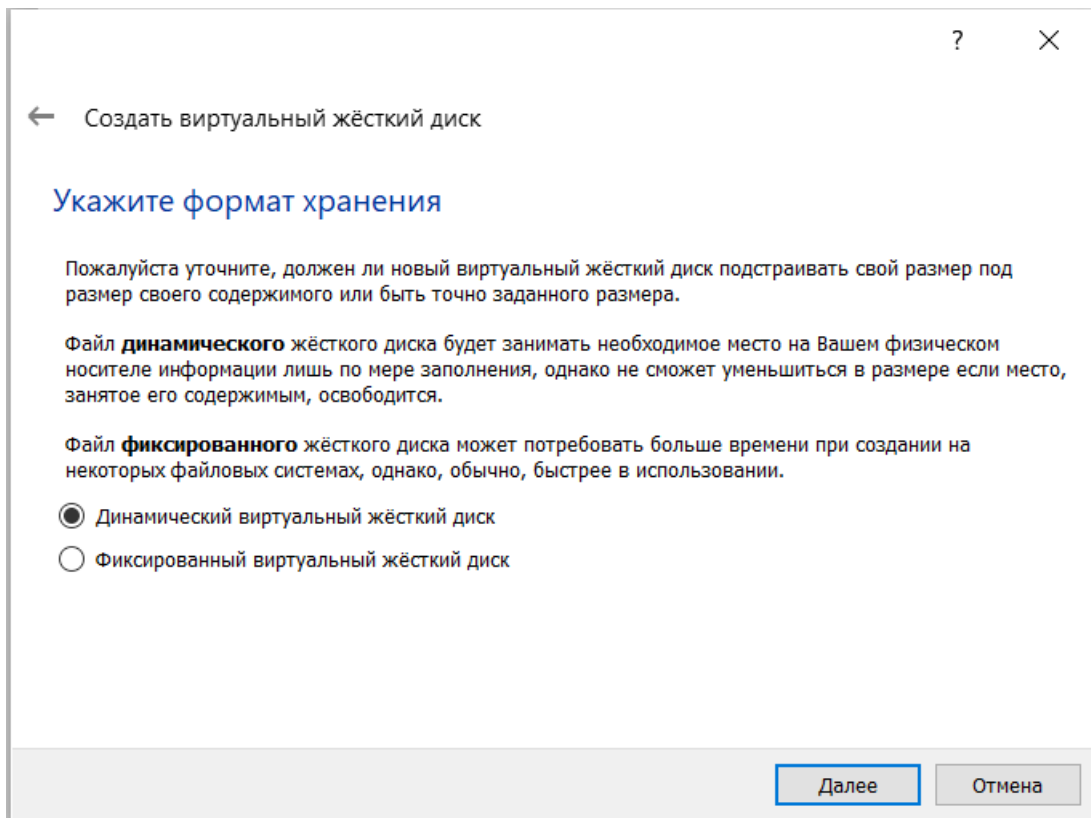 ?
Создать виртуальный жёсткий диск
Укажите формат хранения
Пожалуйста уточните, должен ли новый виртуальный жёсткий диск подстраивать свой размер под
размер своего содержимого или быть точно заданного размера.
Файл динамического жёсткого диска будет занимать необходимое место на Вашем физическом
носителе информации лишь по мере заполнения, однако не сможет уменьшиться в размере если место,
занятое его содержимым, освободится.
Файл фиксированного жёсткого диска может потребовать больше времени при создании на
некоторых файловых системах, однако, обычно, быстрее в использовании.
Динамический виртуальный жёсткий диск
Фиксированный виртуальный жёсткий диск
Далее
Отмена